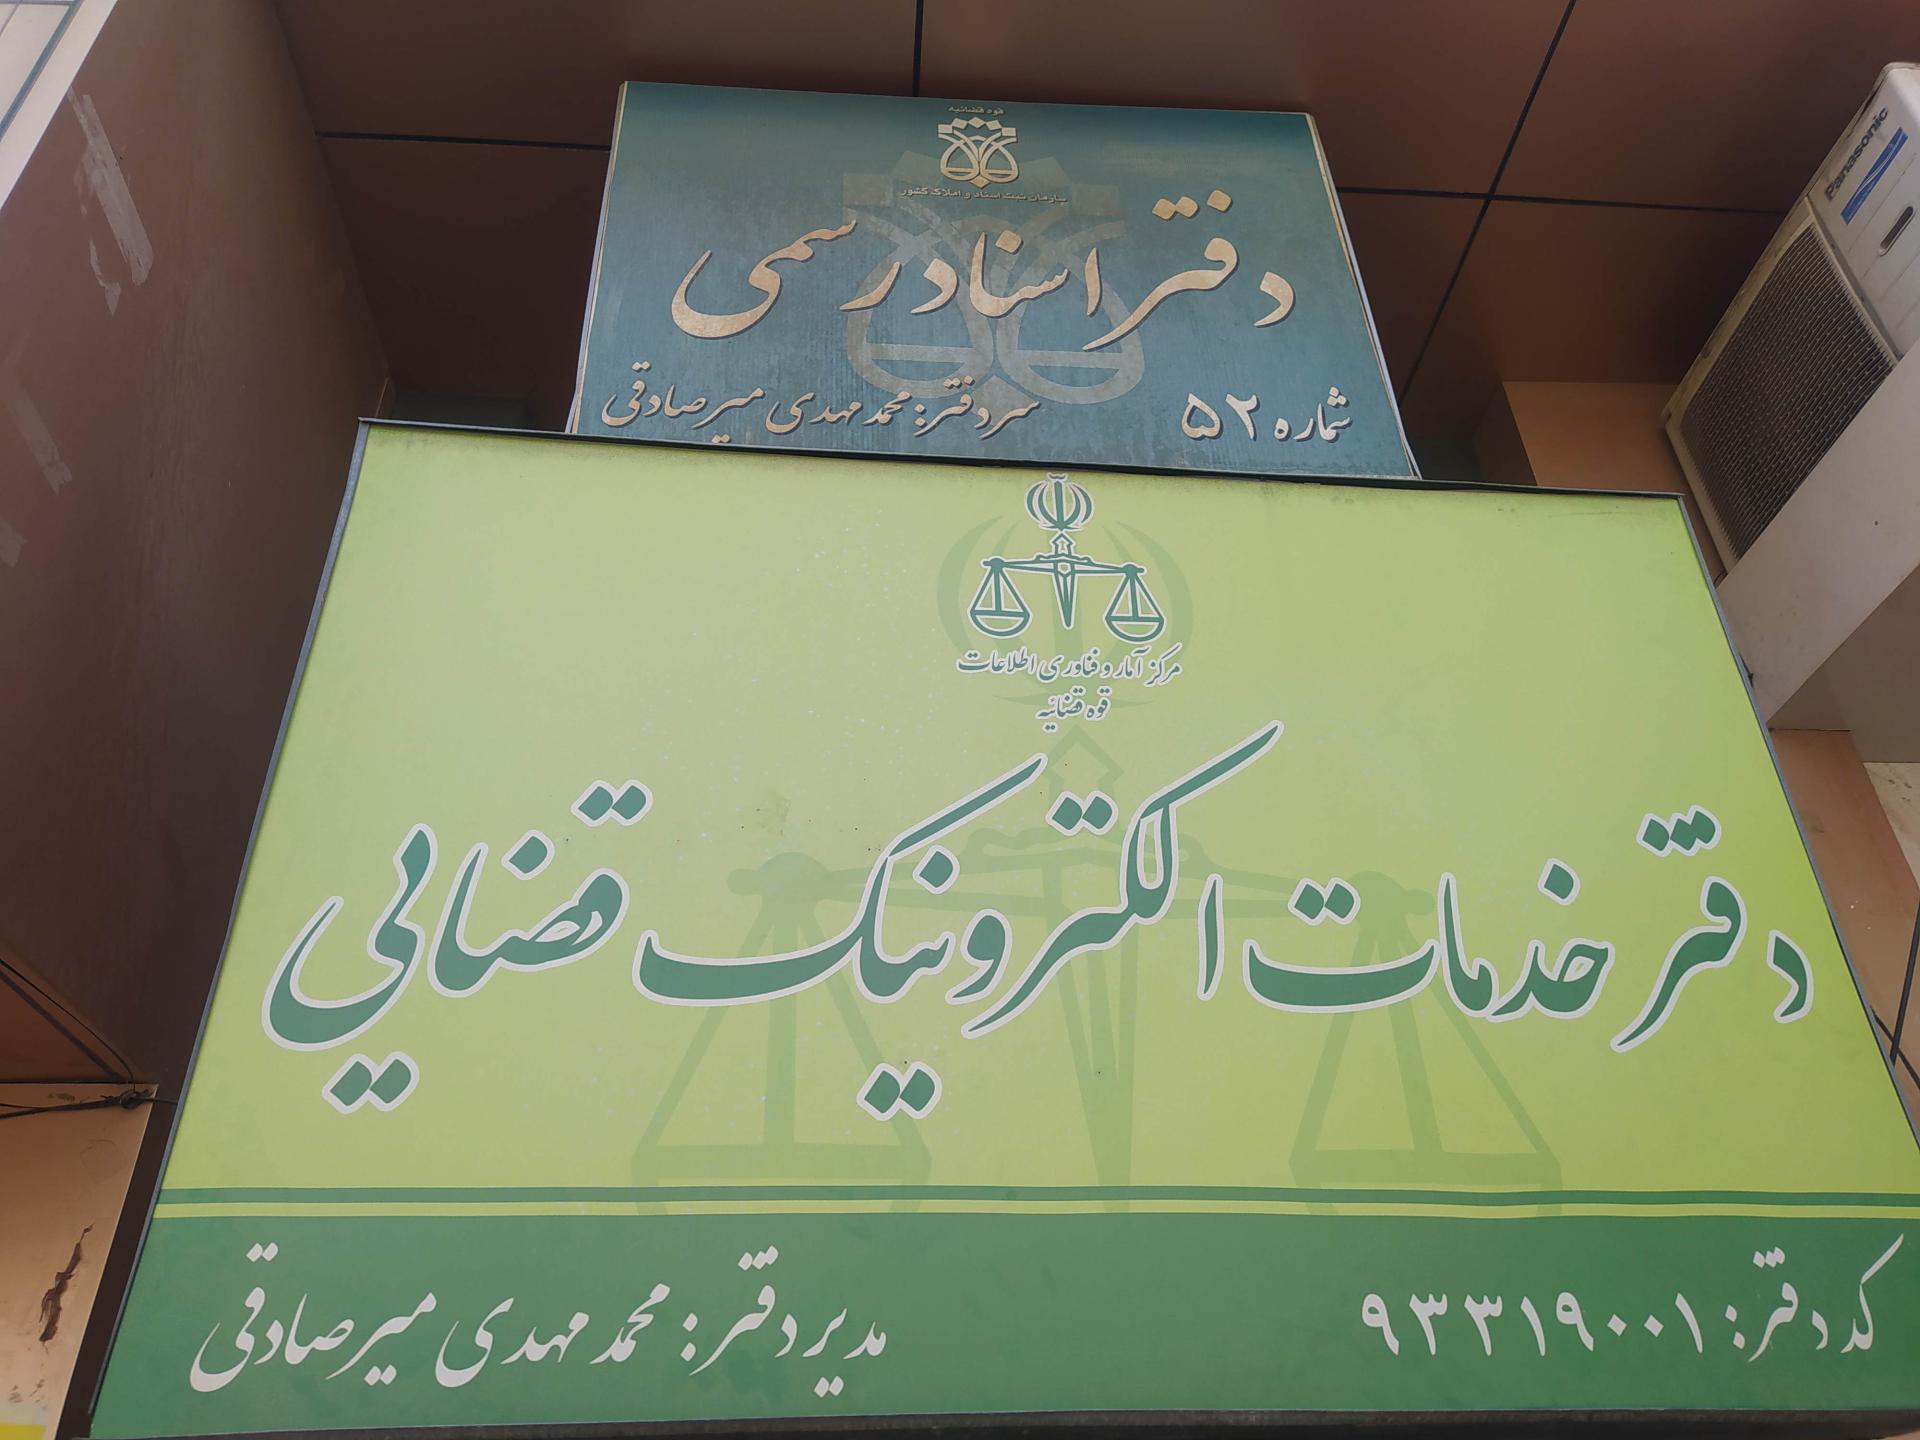 قوه قضائیه
سازمان ثبت اسناد و املاک کشور
دفتر اسناد رسمی
شماره ۵۲ سردفتر: محمد مهدی میرصادقی
مرکز آمار و فناوری اطلاعات
قوه قضائیه
دفتر خدمات الکترونیک قضایی
کد دفتر: ۹۳۳۱۹۰۰۱ مدیر دفتر: محمد مهدی میرصادقی
Panasonic